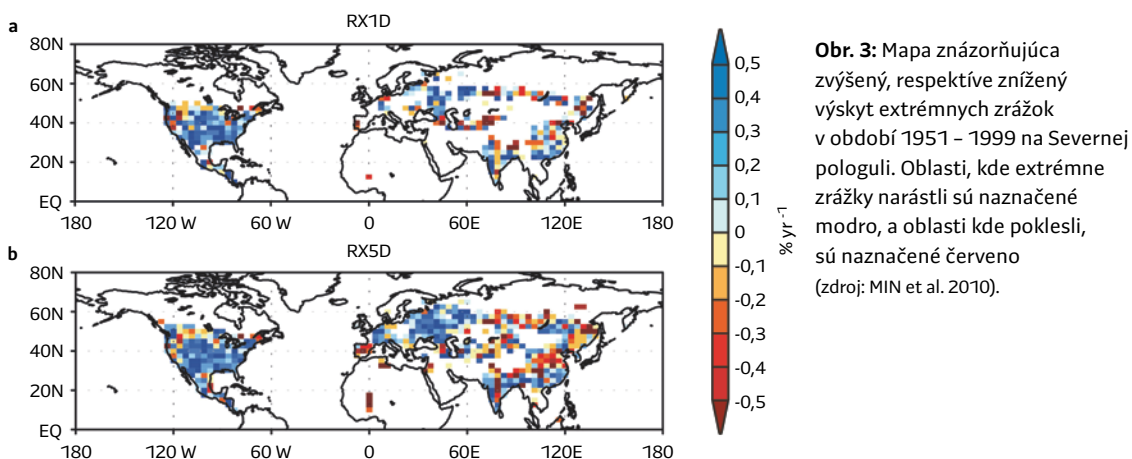 a
RX1D
80N
60N
40N
20N
EQ
180
120 W
60 W
0
60E
120E
180
b
RX5D
80N
60N
40N
20N
EQ
180
120 W
60 W
0
60E
120E
180
0,5
0,4
0,3
0,2
0,1
0
-0,1
-0,2
-0,3
-0,4
-0,5
% yr -1
Obr. 3: Mapa znázorňujúca
zvýšený, respektíve znížený
výskyt extrémnych zrážok
v období 1951 – 1999 na Severnej
pologuli. Oblasti, kde extrémne
zrážky narástli sú naznačené
modro, a oblasti kde poklesli,
sú naznačené červeno
(zdroj: MIN et al. 2010).